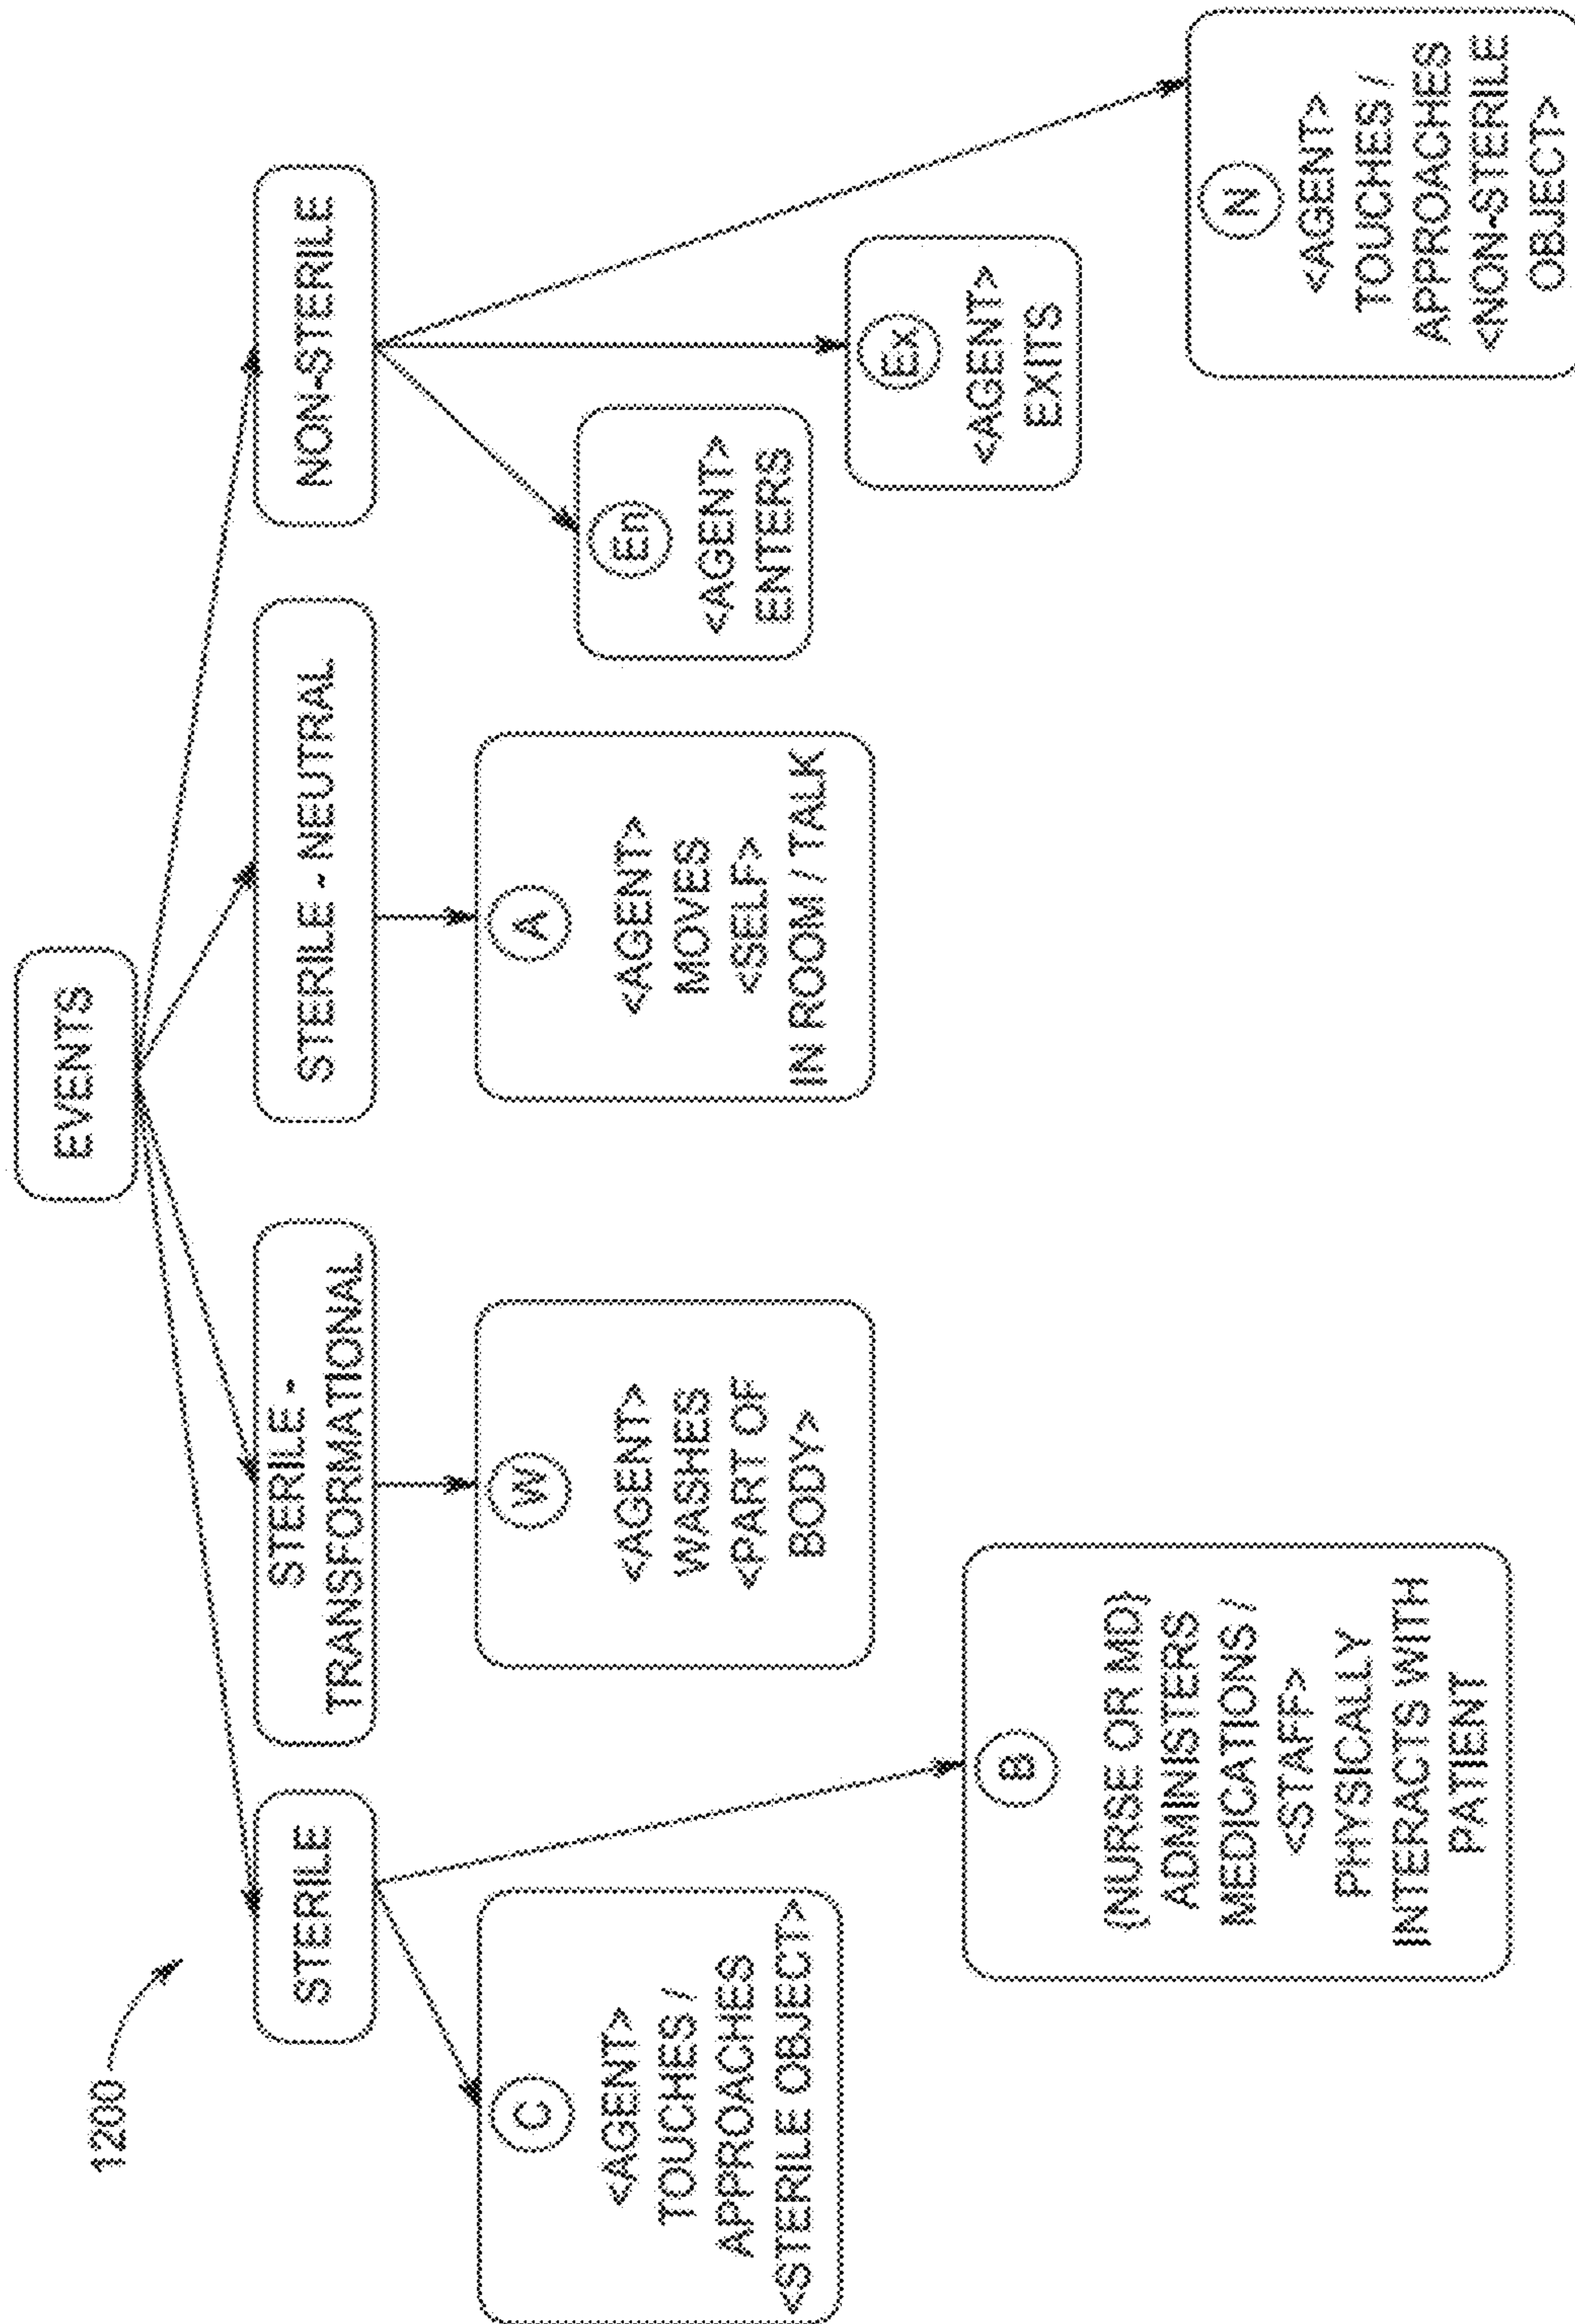 1200
EVENTS
STERILE
STERILE -
TRANSFORMATIONAL
STERILE - NEUTRAL
NON-STERILE
C
<AGENT>
TOUCHES /
APPROACHES
<STERILE OBJECT>
B
(NURSE OR MD)
ADMINISTERS
MEDICATIONS /
<STAFF>
PHYSICALLY
INTERACTS WITH
PATIENT
W
<AGENT>
WASHES
<PART OF
BODY>
A
<AGENT>
MOVES
<SELF>
IN ROOM / TALK
En
<AGENT>
ENTERS
Ex
<AGENT>
EXITS
N
<AGENT>
TOUCHES /
APPROACHES
<NON-STERILE
OBJECT>